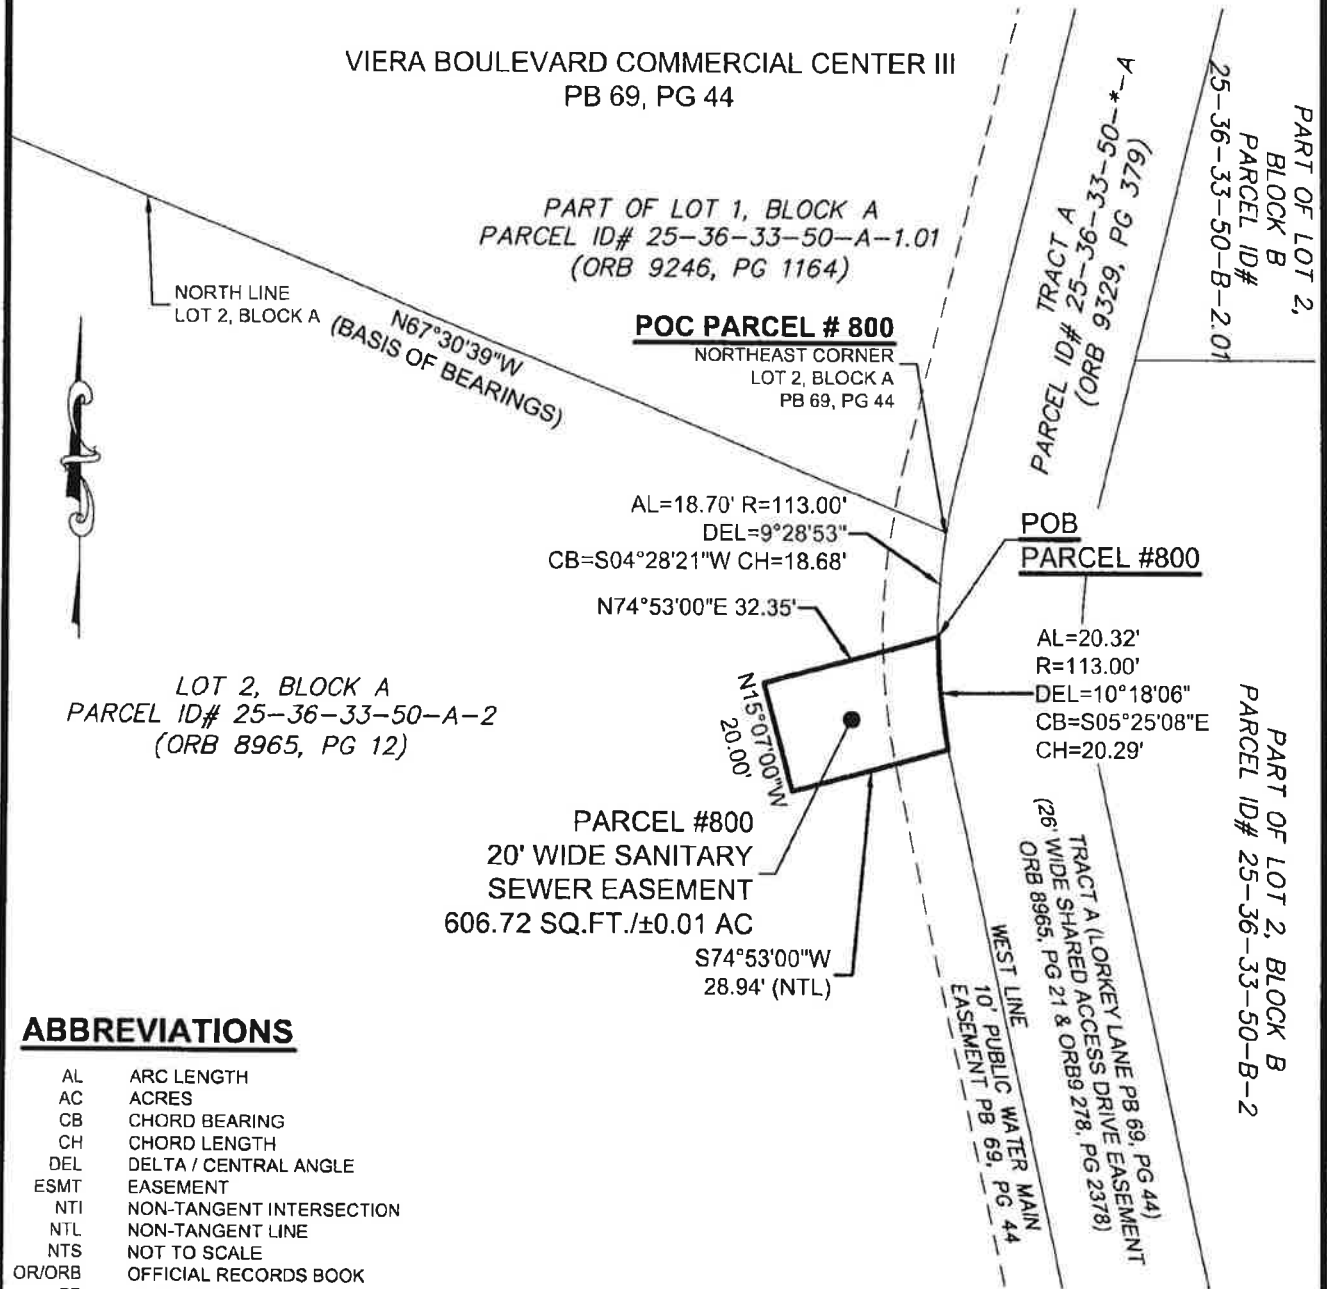 VIERA BOULEVARD COMMERCIAL CENTER III
PB 69, PG 44
PART OF LOT 1, BLOCK A
PARCEL ID# 25-36-33-50-A-1.01
(ORB 9246, PG 1164)
TRACT A
PARCEL ID# 25-36-33-50-*-A
(ORB 9329, PG 379)
PART OF LOT 2,
BLOCK B
PARCEL ID#
25-36-33-50-B-2.01
NORTH LINE
LOT 2, BLOCK A
N67°30'39"W
(BASIS OF BEARINGS)
POC PARCEL # 800
NORTHEAST CORNER
LOT 2, BLOCK A
PB 69, PG 44
AL=18.70' R=113.00'
DEL=9°28'53"
CB=S04°28'21"W CH=18.68'
POB
PARCEL #800
N74°53'00"E 32.35'
AL=20.32'
R=113.00'
DEL=10°18'06"
CB=S05°25'08"E
CH=20.29'
LOT 2, BLOCK A
PARCEL ID# 25-36-33-50-A-2
(ORB 8965, PG 12)
N15°07'00"W
20.00'
PARCEL #800
20' WIDE SANITARY
SEWER EASEMENT
606.72 SQ.FT./±0.01 AC
S74°53'00"W
28.94' (NTL)
PART OF LOT 2, BLOCK B
PARCEL ID# 25-36-33-50-B-2
TRACT A (LORKEY LANE PB 69, PG 44)
(26' WIDE SHARED ACCESS DRIVE EASEMENT
ORB 8965, PG 21 & ORB9 278, PG 2378)
WEST LINE
10' PUBLIC WATER MAIN
EASEMENT PB 69, PG 44
ABBREVIATIONS
AL ARC LENGTH
AC ACRES
CB CHORD BEARING
CH CHORD LENGTH
DEL DELTA / CENTRAL ANGLE
ESMT EASEMENT
NTI NON-TANGENT INTERSECTION
NTL NON-TANGENT LINE
NTS NOT TO SCALE
OR/ORB OFFICIAL RECORDS BOOK